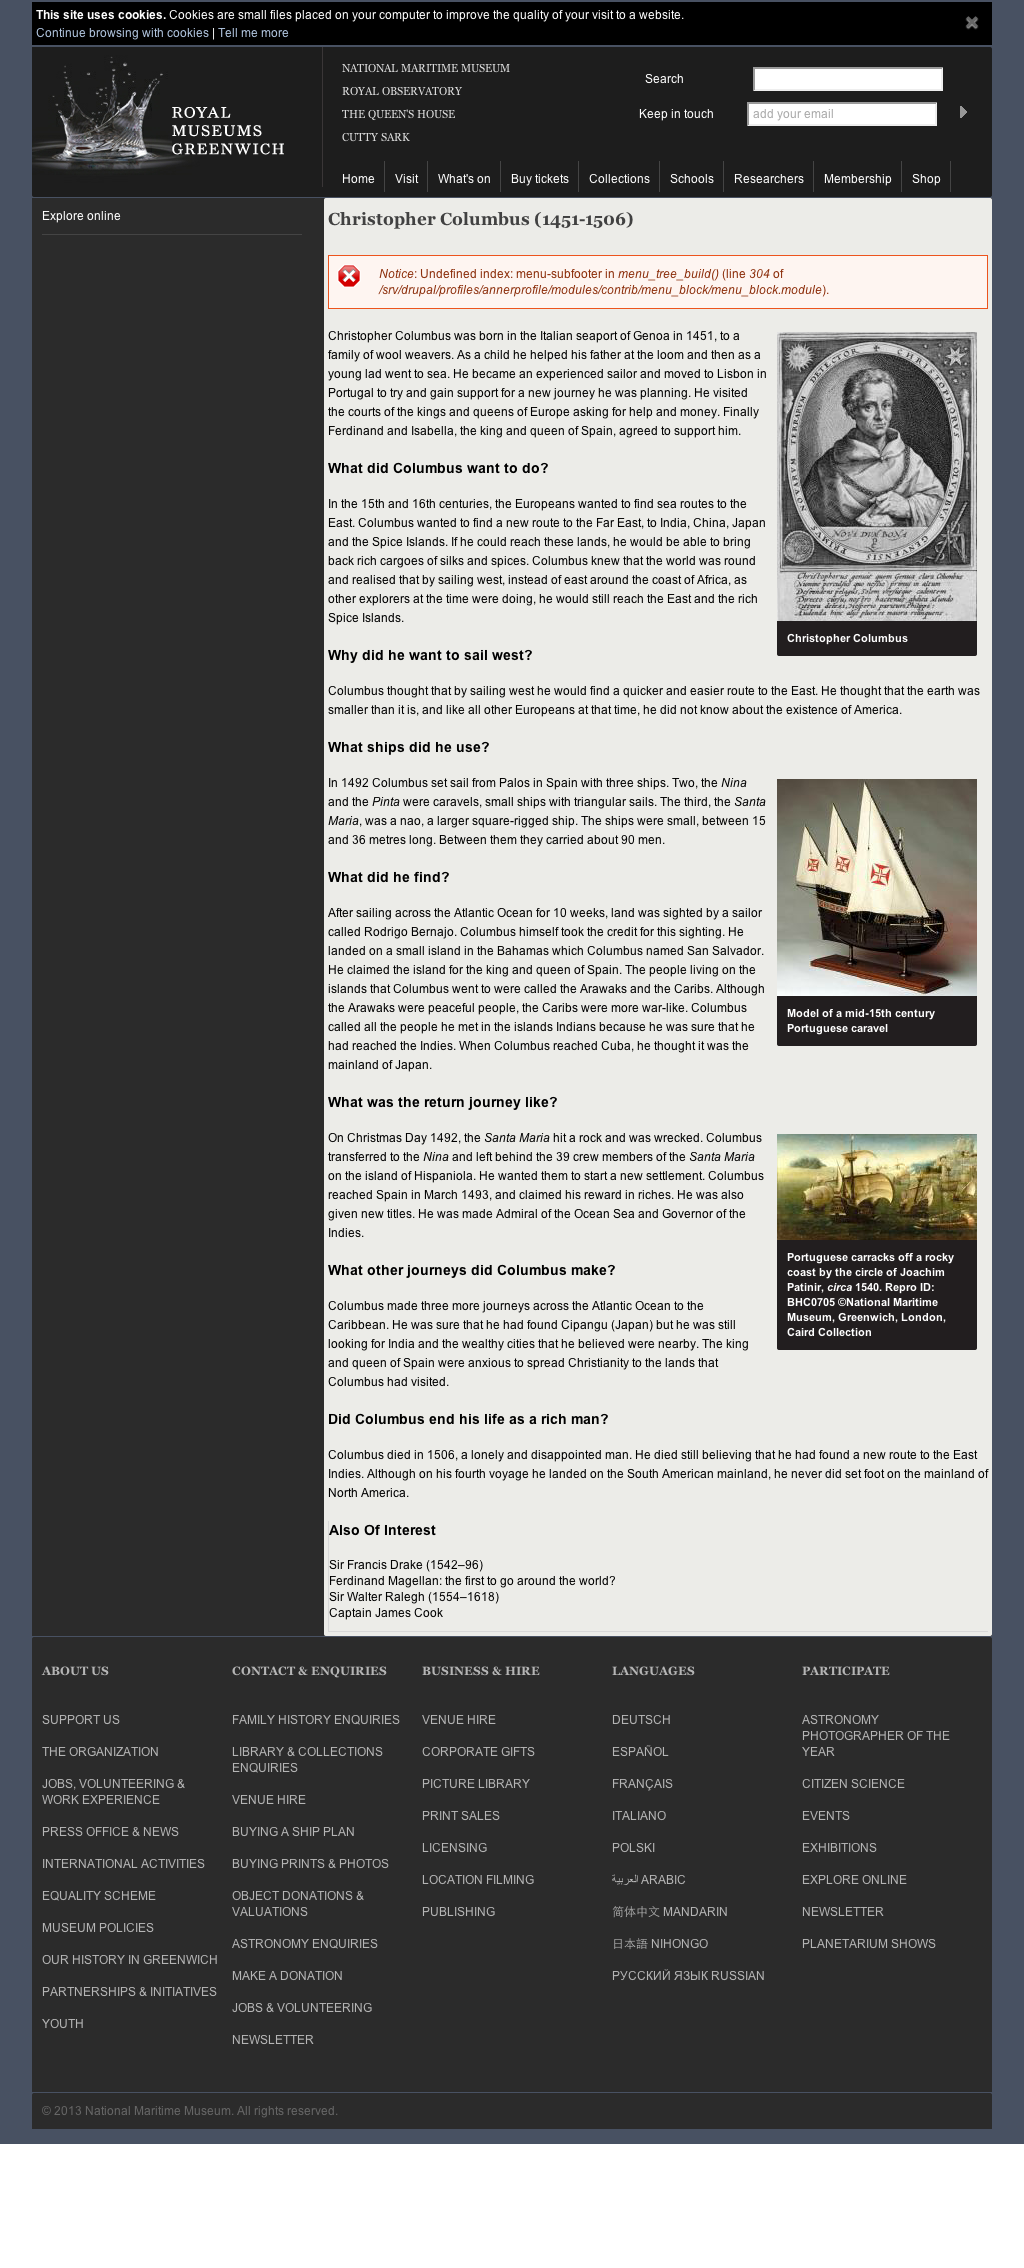 This site uses cookies. Cookies are small files placed on your computer to improve the quality of your visit to a website.
Continue browsing with cookies | Tell me more
ROYAL
MUSEUMS
GREENWICH
NATIONAL MARITIME MUSEUM
ROYAL OBSERVATORY
THE QUEEN'S HOUSE
CUTTY SARK
Search
Keep in touch
add your email
Home
Visit
What's on
Buy tickets
Collections
Schools
Researchers
Membership
Shop
Explore online
Christopher Columbus (1451-1506)
Notice: Undefined index: menu-subfooter in menu_tree_build() (line 304 of
/srv/drupal/profiles/annerprofile/modules/contrib/menu_block/menu_block.module).
Christopher Columbus was born in the Italian seaport of Genoa in 1451, to a
family of wool weavers. As a child he helped his father at the loom and then as a
young lad went to sea. He became an experienced sailor and moved to Lisbon in
Portugal to try and gain support for a new journey he was planning. He visited
the courts of the kings and queens of Europe asking for help and money. Finally
Ferdinand and Isabella, the king and queen of Spain, agreed to support him.
What did Columbus want to do?
In the 15th and 16th centuries, the Europeans wanted to find sea routes to the
East. Columbus wanted to find a new route to the Far East, to India, China, Japan
and the Spice Islands. If he could reach these lands, he would be able to bring
back rich cargoes of silks and spices. Columbus knew that the world was round
and realised that by sailing west, instead of east around the coast of Africa, as
other explorers at the time were doing, he would still reach the East and the rich
Spice Islands.
Christopher Columbus
Why did he want to sail west?
Columbus thought that by sailing west he would find a quicker and easier route to the East. He thought that the earth was
smaller than it is, and like all other Europeans at that time, he did not know about the existence of America.
What ships did he use?
In 1492 Columbus set sail from Palos in Spain with three ships. Two, the Nina
and the Pinta were caravels, small ships with triangular sails. The third, the Santa
Maria, was a nao, a larger square-rigged ship. The ships were small, between 15
and 36 metres long. Between them they carried about 90 men.
What did he find?
After sailing across the Atlantic Ocean for 10 weeks, land was sighted by a sailor
called Rodrigo Bernajo. Columbus himself took the credit for this sighting. He
landed on a small island in the Bahamas which Columbus named San Salvador.
He claimed the island for the king and queen of Spain. The people living on the
islands that Columbus went to were called the Arawaks and the Caribs. Although
the Arawaks were peaceful people, the Caribs were more war-like. Columbus
called all the people he met in the islands Indians because he was sure that he
had reached the Indies. When Columbus reached Cuba, he thought it was the
mainland of Japan.
Model of a mid-15th century
Portuguese caravel
What was the return journey like?
On Christmas Day 1492, the Santa Maria hit a rock and was wrecked. Columbus
transferred to the Nina and left behind the 39 crew members of the Santa Maria
on the island of Hispaniola. He wanted them to start a new settlement. Columbus
reached Spain in March 1493, and claimed his reward in riches. He was also
given new titles. He was made Admiral of the Ocean Sea and Governor of the
Indies.
Portuguese carracks off a rocky
coast by the circle of Joachim
Patinir, circa 1540. Repro ID:
BHC0705 ©National Maritime
Museum, Greenwich, London,
Caird Collection
What other journeys did Columbus make?
Columbus made three more journeys across the Atlantic Ocean to the
Caribbean. He was sure that he had found Cipangu (Japan) but he was still
looking for India and the wealthy cities that he believed were nearby. The king
and queen of Spain were anxious to spread Christianity to the lands that
Columbus had visited.
Did Columbus end his life as a rich man?
Columbus died in 1506, a lonely and disappointed man. He died still believing that he had found a new route to the East
Indies. Although on his fourth voyage he landed on the South American mainland, he never did set foot on the mainland of
North America.
Also Of Interest
Sir Francis Drake (1542–96)
Ferdinand Magellan: the first to go around the world?
Sir Walter Ralegh (1554–1618)
Captain James Cook
ABOUT US
SUPPORT US
THE ORGANIZATION
JOBS, VOLUNTEERING &
WORK EXPERIENCE
PRESS OFFICE & NEWS
INTERNATIONAL ACTIVITIES
EQUALITY SCHEME
MUSEUM POLICIES
OUR HISTORY IN GREENWICH
PARTNERSHIPS & INITIATIVES
YOUTH
CONTACT & ENQUIRIES
FAMILY HISTORY ENQUIRIES
LIBRARY & COLLECTIONS
ENQUIRIES
VENUE HIRE
BUYING A SHIP PLAN
BUYING PRINTS & PHOTOS
OBJECT DONATIONS &
VALUATIONS
ASTRONOMY ENQUIRIES
MAKE A DONATION
JOBS & VOLUNTEERING
NEWSLETTER
BUSINESS & HIRE
VENUE HIRE
CORPORATE GIFTS
PICTURE LIBRARY
PRINT SALES
LICENSING
LOCATION FILMING
PUBLISHING
LANGUAGES
DEUTSCH
ESPAÑOL
FRANÇAIS
ITALIANO
POLSKI
العربية ARABIC
简体中文 MANDARIN
日本語 NIHONGO
РУССКИЙ ЯЗЫК RUSSIAN
PARTICIPATE
ASTRONOMY
PHOTOGRAPHER OF THE
YEAR
CITIZEN SCIENCE
EVENTS
EXHIBITIONS
EXPLORE ONLINE
NEWSLETTER
PLANETARIUM SHOWS
© 2013 National Maritime Museum. All rights reserved.